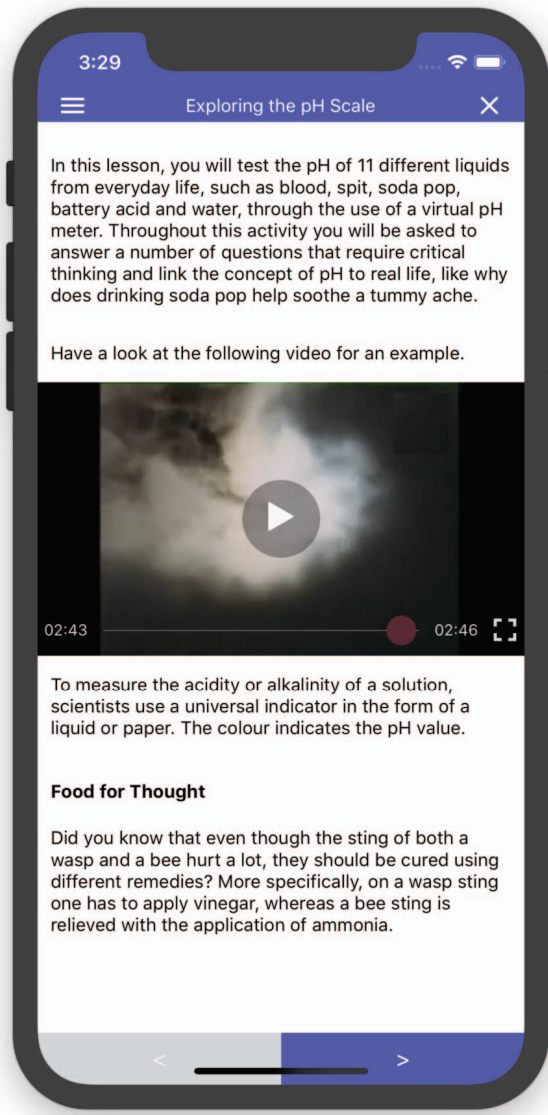 3:29
Exploring the pH Scale
In this lesson, you will test the pH of 11 different liquids
from everyday life, such as blood, spit, soda pop,
battery acid and water, through the use of a virtual pH
meter. Throughout this activity you will be asked to
answer a number of questions that require critical
thinking and link the concept of pH to real life, like why
does drinking soda pop help soothe a tummy ache.
Have a look at the following video for an example.
02:43 02:46
To measure the acidity or alkalinity of a solution,
scientists use a universal indicator in the form of a
liquid or paper. The colour indicates the pH value.
Food for Thought
Did you know that even though the sting of both a
wasp and a bee hurt a lot, they should be cured using
different remedies? More specifically, on a wasp sting
one has to apply vinegar, whereas a bee sting is
relieved with the application of ammonia.
< >